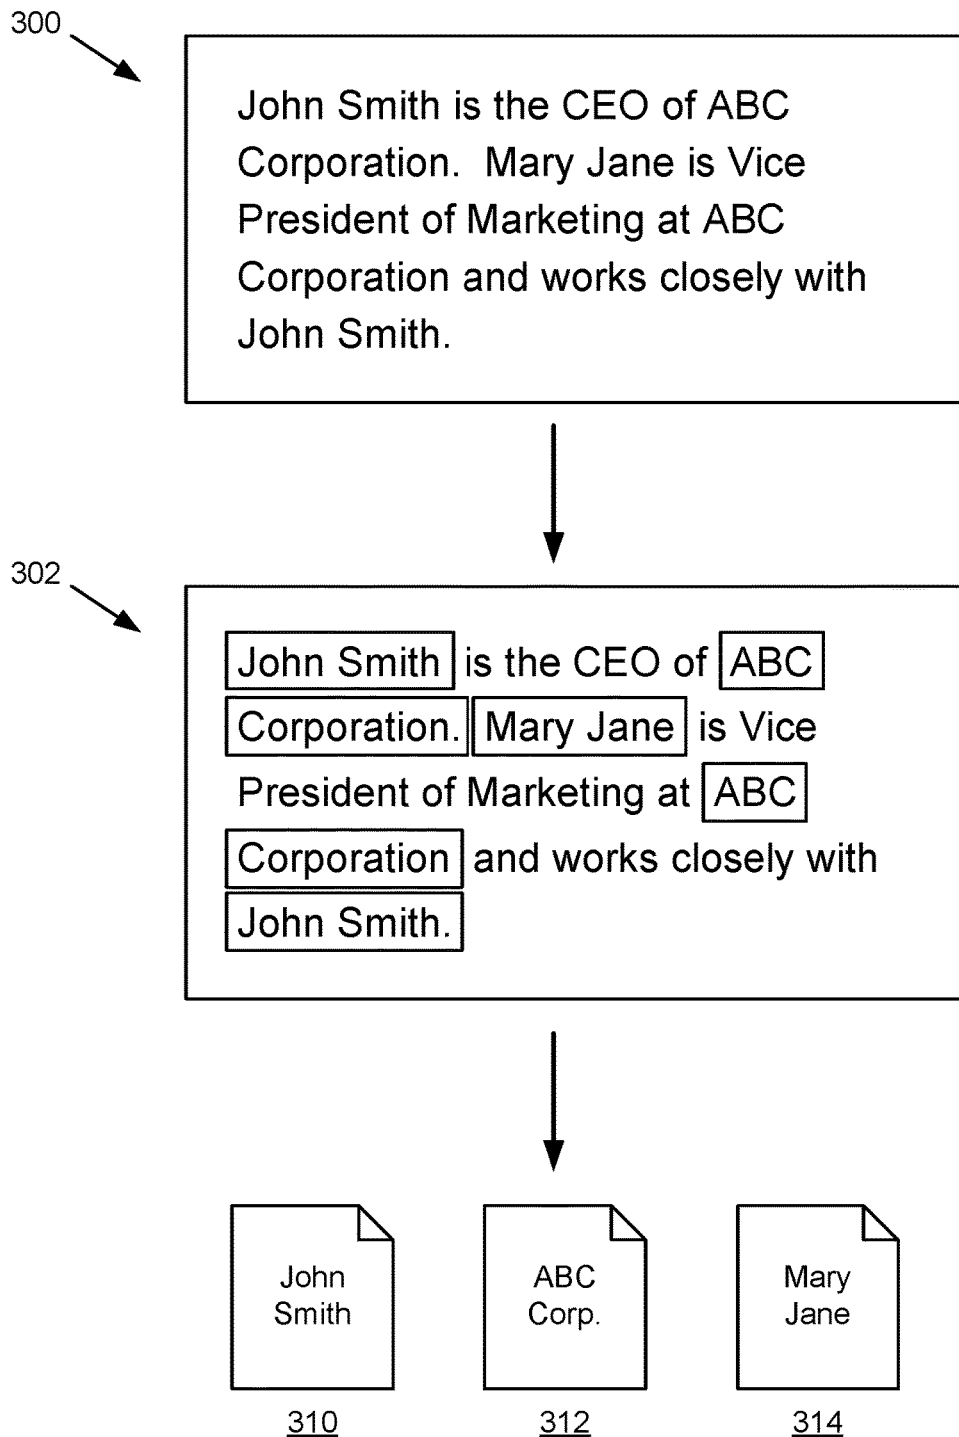 300
John Smith is the CEO of ABC
Corporation.  Mary Jane is Vice
President of Marketing at ABC
Corporation and works closely with
John Smith.
302
John Smith is the CEO of ABC
Corporation. Mary Jane is Vice
President of Marketing at ABC
Corporation and works closely with
John Smith.
John
Smith
ABC
Corp.
Mary
Jane
310
312
314